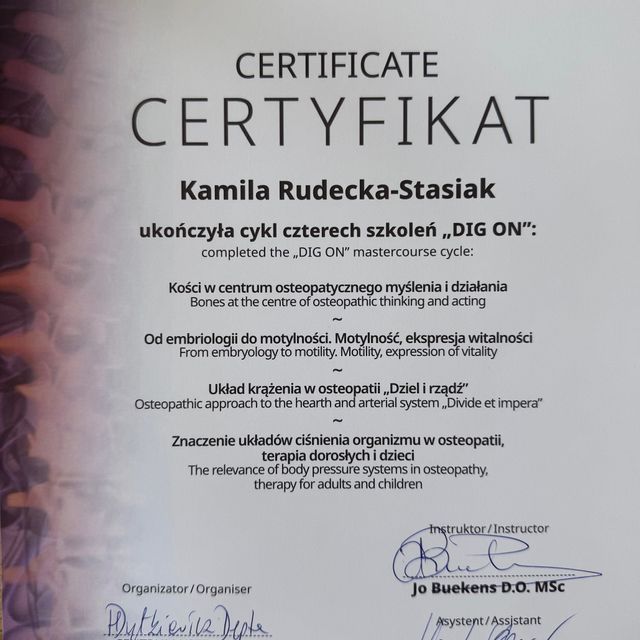 CERTIFICATE
CERTYFIKAT
Kamila Rudecka-Stasiak
ukończyła cykl czterech szkoleń „DIG ON”:
completed the „DIG ON” mastercourse cycle:
Kości w centrum osteopatycznego myślenia i działania
Bones at the centre of osteopathic thinking and acting
~
Od embriologii do motylności. Motylność, ekspresja witalności
From embryology to motility. Motility, expression of vitality
~
Układ krążenia w osteopatii „Dziel i rządź”
Osteopathic approach to the hearth and arterial system „Divide et impera”
~
Znaczenie układów ciśnienia organizmu w osteopatii,
terapia dorosłych i dzieci
The relevance of body pressure systems in osteopathy,
therapy for adults and children
Instruktor/Instructor
Jo Buekens D.O. MSc
Organizator/Organiser
Asystent/Assistant